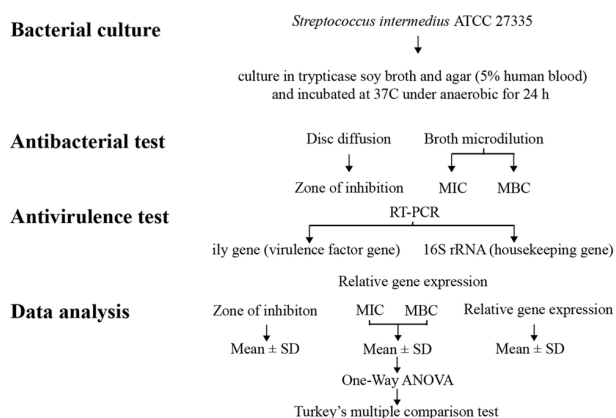 Bacterial culture
Streptococcus intermedius ATCC 27335
culture in trypticase soy broth and agar (5% human blood)
and incubated at 37C under anaerobic for 24 h
Antibacterial test
Disc diffusion Broth microdilution
Zone of inhibition MIC MBC
Antivirulence test
RT-PCR
ily gene (virulence factor gene) 16S rRNA (housekeeping gene)
Relative gene expression
Data analysis
Zone of inhibiton MIC MBC Relative gene expression
Mean ± SD Mean ± SD Mean ± SD
One-Way ANOVA
Turkey's multiple comparison test